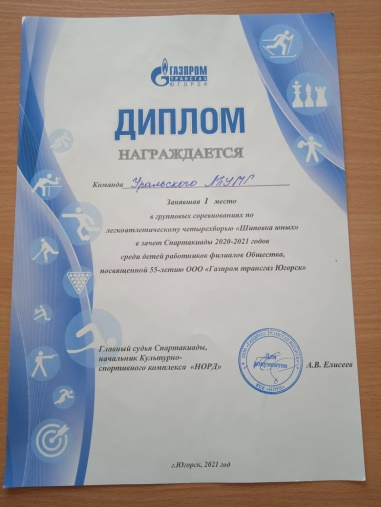 ГАЗПРОМ
ТРАНСГАЗ
ЮГОРСК
ДИПЛОМ
НАГРАЖДАЕТСЯ
Команда Уральского ЛПУМГ
Занявшая 1 место
в групповых соревнованиях по
легкоатлетическому четырехборью «Шиповка юных»
в зачет Спартакиады 2020-2021 годов
среди детей работников филиалов Общества,
посвященной 55-летию ООО «Газпром трансгаз Югорск»
Главный судья Спартакиады,
начальник Культурно-
спортивного комплекса «НОРД»
Для
документов
А.В. Елисеев
г.Югорск, 2021 год